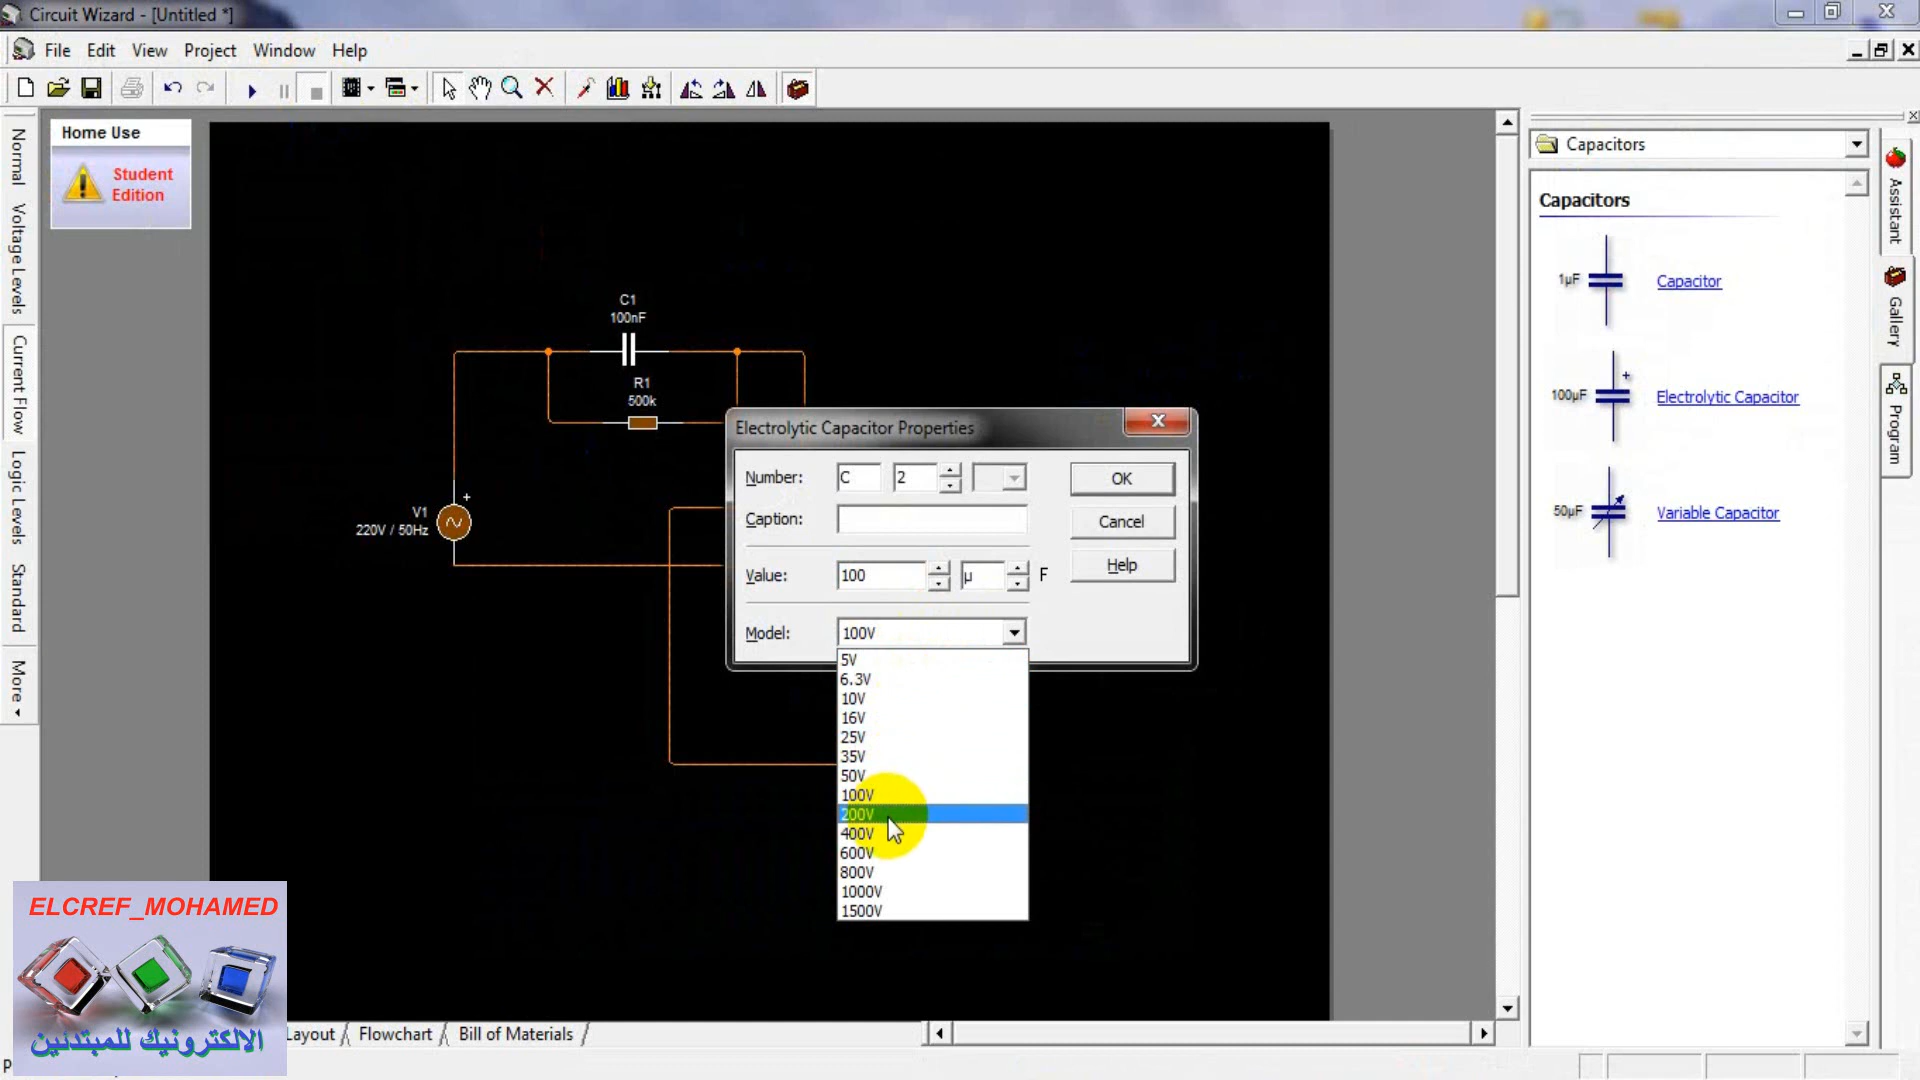 Circuit Wizard - [Untitled *]
File Edit View Project Window Help
Home Use
Student
Edition
Normal
Voltage Levels
Current Flow
Logic Levels
Standard
More
C1
100nF
R1
500k
V1
220V / 50Hz
+
Electrolytic Capacitor Properties
Number: C 2
OK
Caption:
Cancel
Value: 100 µ F
Help
Model: 100V
5V
6.3V
10V
16V
25V
35V
50V
100V
200V
400V
600V
800V
1000V
1500V
Capacitors
Capacitors
1µF Capacitor
+
100µF Electrolytic Capacitor
50µF Variable Capacitor
Assistant
Gallery
Program
ELCREF_MOHAMED
الالكترونيك للمبتدئين
Layout Flowchart Bill of Materials